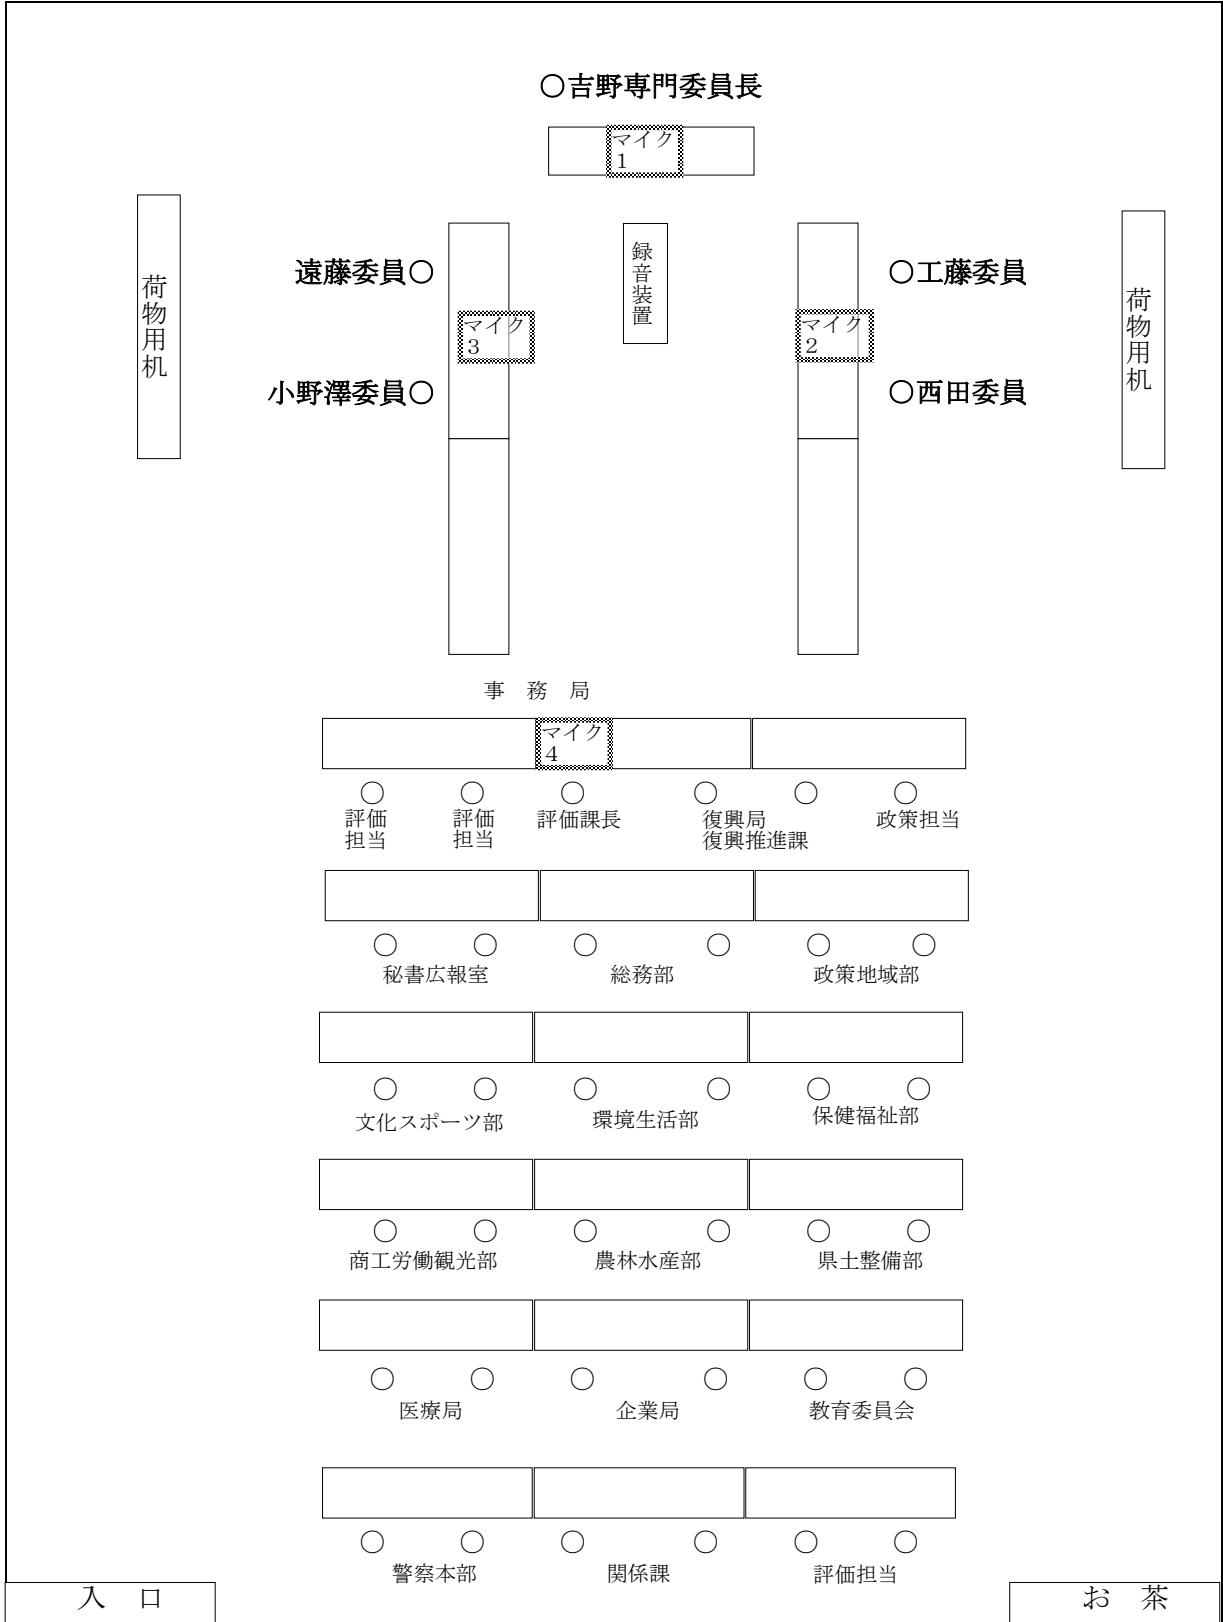 ○吉野専門委員長
マイク
1
荷物用机
遠藤委員○
録音装置
○工藤委員
荷物用机
マイク
3
マイク
2
小野澤委員○
○西田委員
事　務　局
マイク
4
○ ○ ○ ○ ○ ○
評価
担当
評価
担当
評価課長
復興局
復興推進課
政策担当
○ ○ ○ ○ ○ ○
秘書広報室 総務部 政策地域部
○ ○ ○ ○ ○ ○
文化スポーツ部 環境生活部 保健福祉部
○ ○ ○ ○ ○ ○
商工労働観光部 農林水産部 県土整備部
○ ○ ○ ○ ○ ○
医療局 企業局 教育委員会
○ ○ ○ ○ ○ ○
警察本部 関係課 評価担当
入　口 お　茶